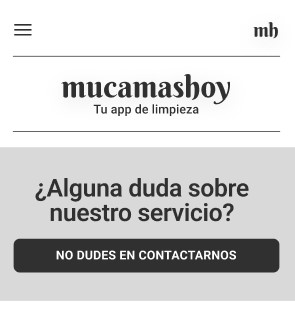 mh
mucamashoy
Tu app de limpieza
¿Alguna duda sobre
nuestro servicio?
NO DUDES EN CONTACTARNOS